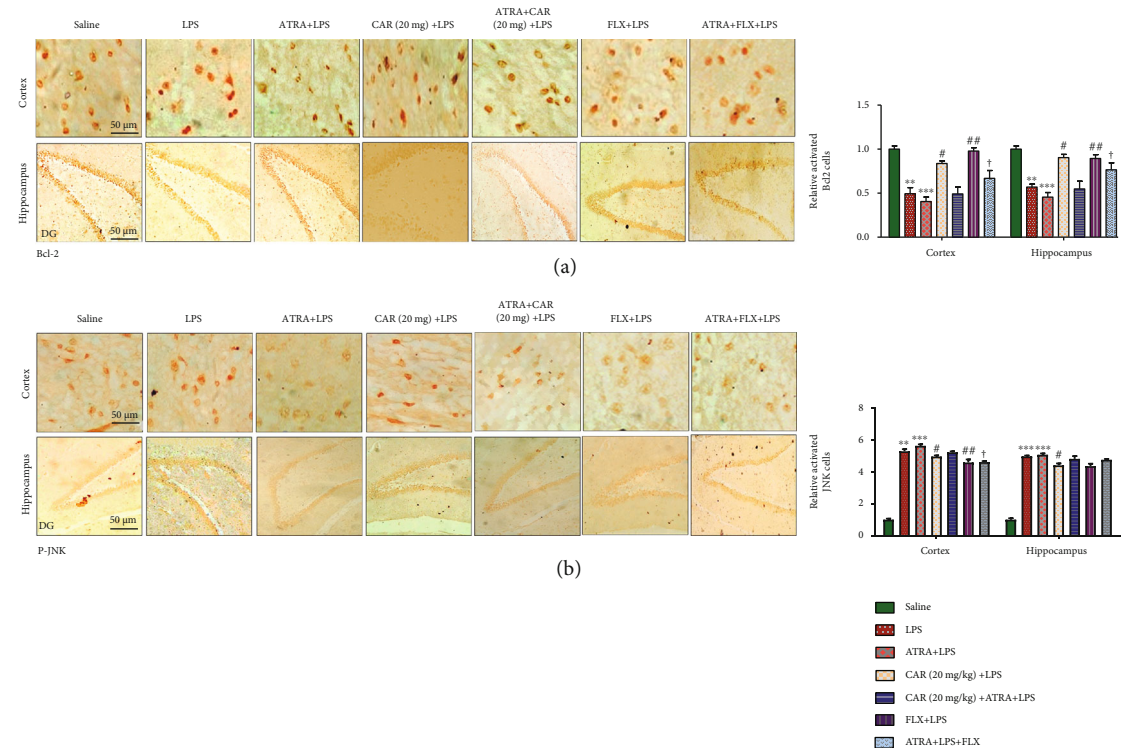 Saline
LPS
ATRA+LPS
CAR (20 mg) +LPS
ATRA+CAR
(20 mg) +LPS
FLX+LPS
ATRA+FLX+LPS
Cortex
50 μm
Hippocampus
DG
50 μm
Bcl-2
Relative activated
Bcl2 cells
1.5
1.0
0.5
0.0
**
***
#
##
†
**
***
#
##
†
Cortex
Hippocampus
(a)
Saline
LPS
ATRA+LPS
CAR (20 mg) +LPS
ATRA+CAR
(20 mg) +LPS
FLX+LPS
ATRA+FLX+LPS
Cortex
50 μm
Hippocampus
DG
50 μm
P-JNK
Relative activated
JNK cells
8
6
4
2
0
**
***
#
##
†
***
***
#
Cortex
Hippocampus
(b)
Saline
LPS
ATRA+LPS
CAR (20 mg/kg) +LPS
CAR (20 mg/kg) +ATRA+LPS
FLX+LPS
ATRA+LPS+FLX